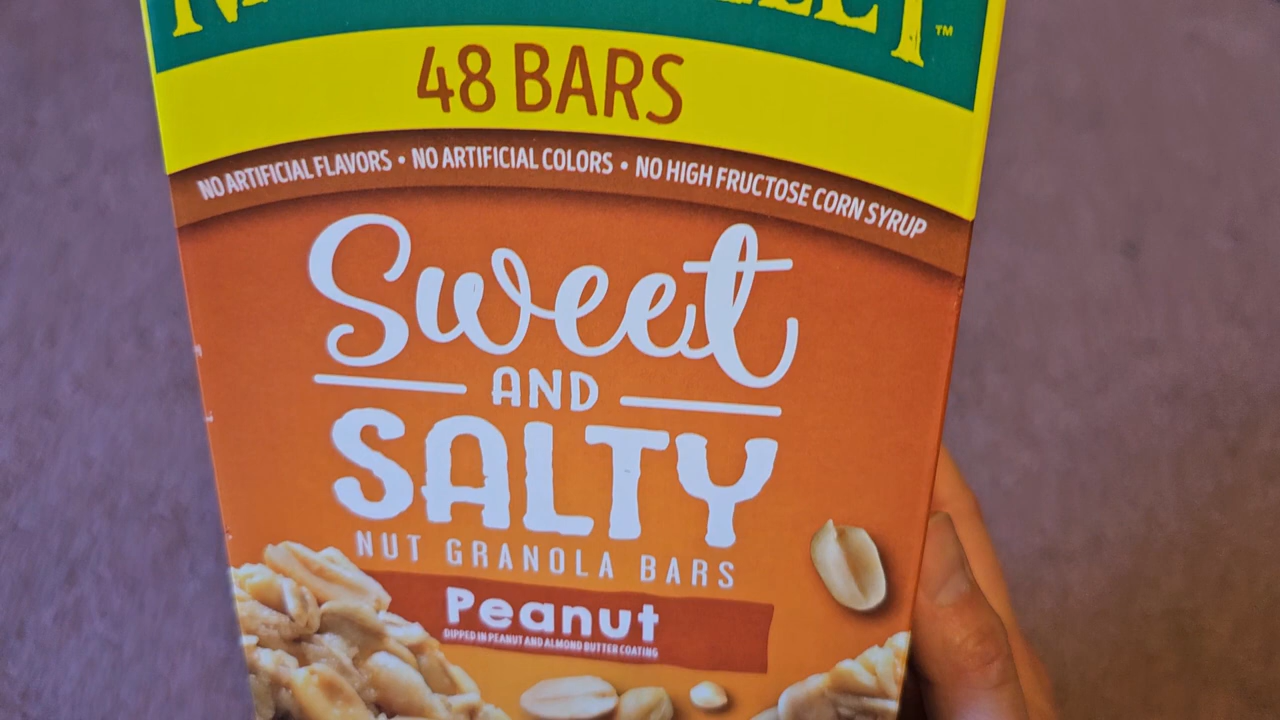 ™
48 BARS
NO ARTIFICIAL FLAVORS • NO ARTIFICIAL COLORS • NO HIGH FRUCTOSE CORN SYRUP
Sweet
AND
SALTY
NUT GRANOLA BARS
Peanut
DIPPED IN PEANUT AND ALMOND BUTTER COATING